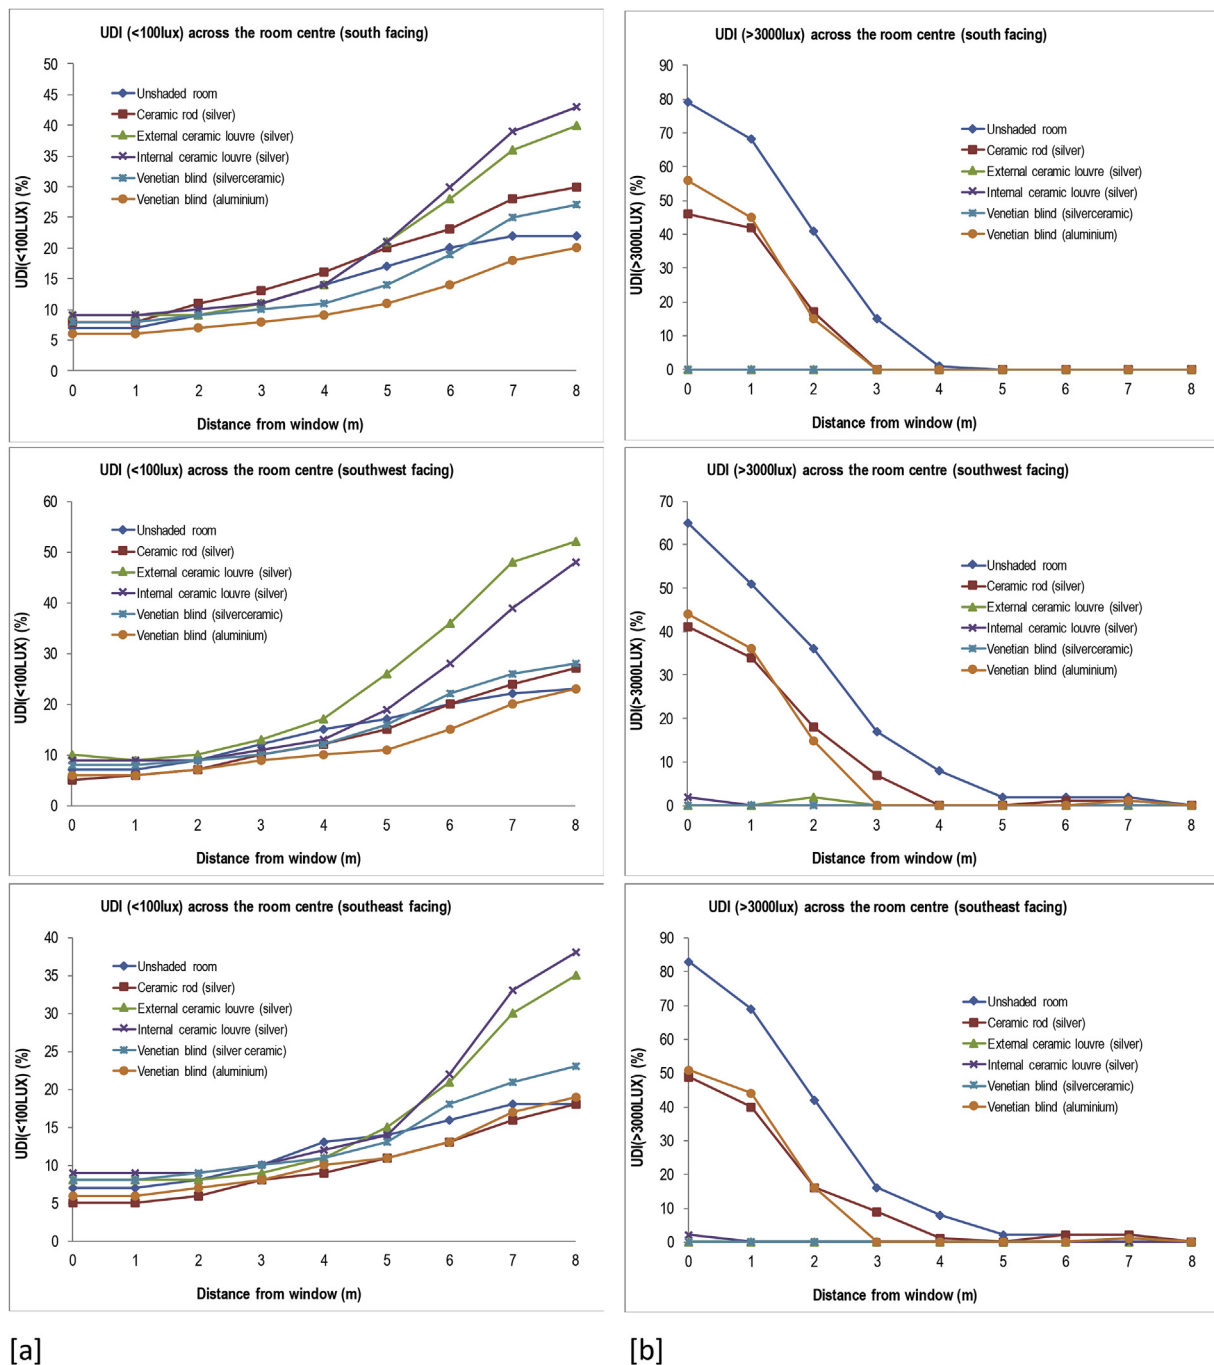 UDI (<100lux) across the room centre (south facing)
50
45
40
35
30
25
20
15
10
5
0
UDI(<100LUX) (%)
Unshaded room
Ceramic rod (silver)
External ceramic louvre (silver)
Internal ceramic louvre (silver)
Venetian blind (silverceramic)
Venetian blind (aluminium)
0 1 2 3 4 5 6 7 8
Distance from window (m)
UDI (>3000lux) across the room centre (south facing)
90
80
70
60
50
40
30
20
10
0
UDI(>3000LUX) (%)
Unshaded room
Ceramic rod (silver)
External ceramic louvre (silver)
Internal ceramic louvre (silver)
Venetian blind (silverceramic)
Venetian blind (aluminium)
0 1 2 3 4 5 6 7 8
Distance from window (m)
UDI (<100lux) across the room centre (southwest facing)
60
50
40
30
20
10
0
UDI(<100LUX) (%)
Unshaded room
Ceramic rod (silver)
External ceramic louvre (silver)
Internal ceramic louvre (silver)
Venetian blind (silverceramic)
Venetian blind (aluminium)
0 1 2 3 4 5 6 7 8
Distance from window (m)
UDI (>3000lux) across the room centre (southwest facing)
70
60
50
40
30
20
10
0
UDI(>3000LUX) (%)
Unshaded room
Ceramic rod (silver)
External ceramic louvre (silver)
Internal ceramic louvre (silver)
Venetian blind (silverceramic)
Venetian blind (aluminium)
0 1 2 3 4 5 6 7 8
Distance from window (m)
UDI (<100lux) across the room centre (southeast facing)
40
35
30
25
20
15
10
5
0
UDI(<100LUX) (%)
Unshaded room
Ceramic rod (silver)
External ceramic louvre (silver)
Internal ceramic louvre (silver)
Venetian blind (silver ceramic)
Venetian blind (aluminium)
0 1 2 3 4 5 6 7 8
Distance from window (m)
UDI (>3000lux) across the room centre (southeast facing)
90
80
70
60
50
40
30
20
10
0
UDI(>3000LUX) (%)
Unshaded room
Ceramic rod (silver)
External ceramic louvre (silver)
Internal ceramic louvre (silver)
Venetian blind (silverceramic)
Venetian blind (aluminium)
0 1 2 3 4 5 6 7 8
Distance from window (m)
[a]
[b]